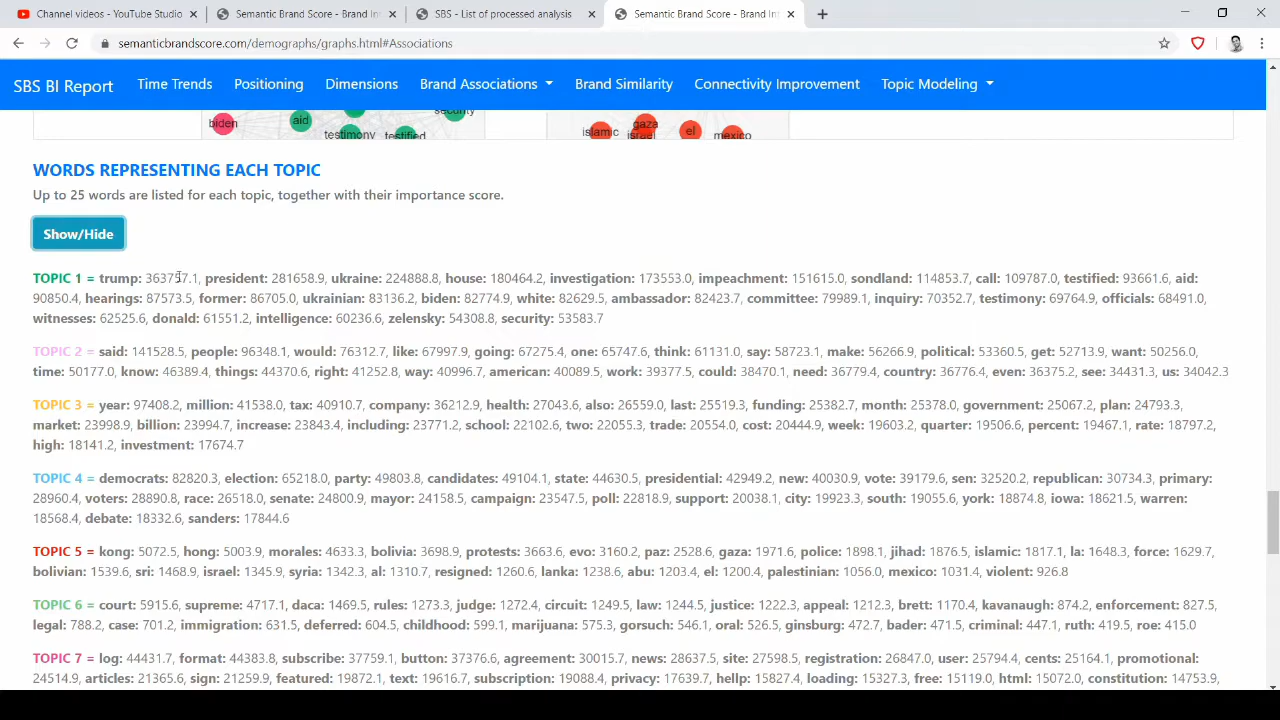 Channel videos - YouTube Studio
Semantic Brand Score - Brand In
SBS - List of processed analysis
Semantic Brand Score - Brand Int
semanticbrandscore.com/demographs/graphs.html#Associations
SBS BI Report Time Trends Positioning Dimensions Brand Associations Brand Similarity Connectivity Improvement Topic Modeling
biden aid testimony testified security islamic gaza israel el mexico
WORDS REPRESENTING EACH TOPIC
Up to 25 words are listed for each topic, together with their importance score.
Show/Hide
TOPIC 1 = trump: 363757.1, president: 281658.9, ukraine: 224888.8, house: 180464.2, investigation: 173553.0, impeachment: 151615.0, sondland: 114853.7, call: 109787.0, testified: 93661.6, aid:
90850.4, hearings: 87573.5, former: 86705.0, ukrainian: 83136.2, biden: 82774.9, white: 82629.5, ambassador: 82423.7, committee: 79989.1, inquiry: 70352.7, testimony: 69764.9, officials: 68491.0,
witnesses: 62525.6, donald: 61551.2, intelligence: 60236.6, zelensky: 54308.8, security: 53583.7
TOPIC 2 = said: 141528.5, people: 96348.1, would: 76312.7, like: 67997.9, going: 67275.4, one: 65747.6, think: 61131.0, say: 58723.1, make: 56266.9, political: 53360.5, get: 52713.9, want: 50256.0,
time: 50177.0, know: 46389.4, things: 44370.6, right: 41252.8, way: 40996.7, american: 40089.5, work: 39377.5, could: 38470.1, need: 36779.4, country: 36776.4, even: 36375.2, see: 34431.3, us: 34042.3
TOPIC 3 = year: 97408.2, million: 41538.0, tax: 40910.7, company: 36212.9, health: 27043.6, also: 26559.0, last: 25519.3, funding: 25382.7, month: 25378.0, government: 25067.2, plan: 24793.3,
market: 23998.9, billion: 23994.7, increase: 23843.4, including: 23771.2, school: 22102.6, two: 22055.3, trade: 20554.0, cost: 20444.9, week: 19603.2, quarter: 19506.6, percent: 19467.1, rate: 18797.2,
high: 18141.2, investment: 17674.7
TOPIC 4 = democrats: 82820.3, election: 65218.0, party: 49803.8, candidates: 49104.1, state: 44630.5, presidential: 42949.2, new: 40030.9, vote: 39179.6, sen: 32520.2, republican: 30734.3, primary:
28960.4, voters: 28890.8, race: 26518.0, senate: 24800.9, mayor: 24158.5, campaign: 23547.5, poll: 22818.9, support: 20038.1, city: 19923.3, south: 19055.6, york: 18874.8, iowa: 18621.5, warren:
18568.4, debate: 18332.6, sanders: 17844.6
TOPIC 5 = kong: 5072.5, hong: 5003.9, morales: 4633.3, bolivia: 3698.9, protests: 3663.6, evo: 3160.2, paz: 2528.6, gaza: 1971.6, police: 1898.1, jihad: 1876.5, islamic: 1817.1, la: 1648.3, force: 1629.7,
bolivian: 1539.6, sri: 1468.9, israel: 1345.9, syria: 1342.3, al: 1310.7, resigned: 1260.6, lanka: 1238.6, abu: 1203.4, el: 1200.4, palestinian: 1056.0, mexico: 1031.4, violent: 926.8
TOPIC 6 = court: 5915.6, supreme: 4717.1, daca: 1469.5, rules: 1273.3, judge: 1272.4, circuit: 1249.5, law: 1244.5, justice: 1222.3, appeal: 1212.3, brett: 1170.4, kavanaugh: 874.2, enforcement: 827.5,
legal: 788.2, case: 701.2, immigration: 631.5, deferred: 604.5, childhood: 599.1, marijuana: 575.3, gorsuch: 546.1, oral: 526.5, ginsburg: 472.7, bader: 471.5, criminal: 447.1, ruth: 419.5, roe: 415.0
TOPIC 7 = log: 44431.7, format: 44383.8, subscribe: 37759.1, button: 37376.6, agreement: 30015.7, news: 28637.5, site: 27598.5, registration: 26847.0, user: 25794.4, cents: 25164.1, promotional:
24514.9, articles: 21365.6, sign: 21259.9, featured: 19872.1, text: 19616.7, subscription: 19088.4, privacy: 17639.7, hellp: 15827.4, loading: 15327.3, free: 15119.0, html: 15072.0, constitution: 14753.9,